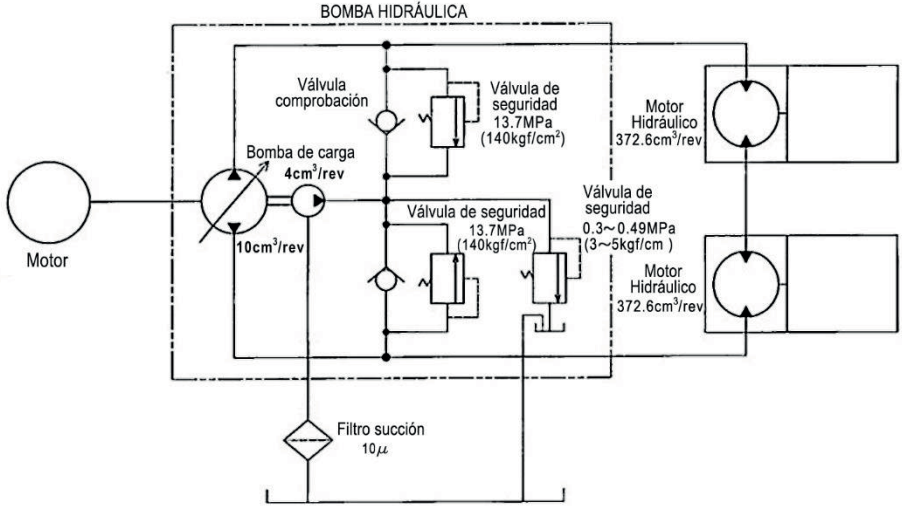 BOMBA HIDRÁULICA
Válvula
comprobación
Válvula de
seguridad
13.7MPa
(140kgf/cm²)
Motor
Hidráulico
372.6cm³/rev
Bomba de carga
4cm³/rev
10cm³/rev
Motor
Válvula de seguridad
13.7MPa
(140kgf/cm²)
Válvula de
seguridad
0.3～0.49MPa
(3～5kgf/cm )
Motor
Hidráulico
372.6cm³/rev
Filtro succión
10μ